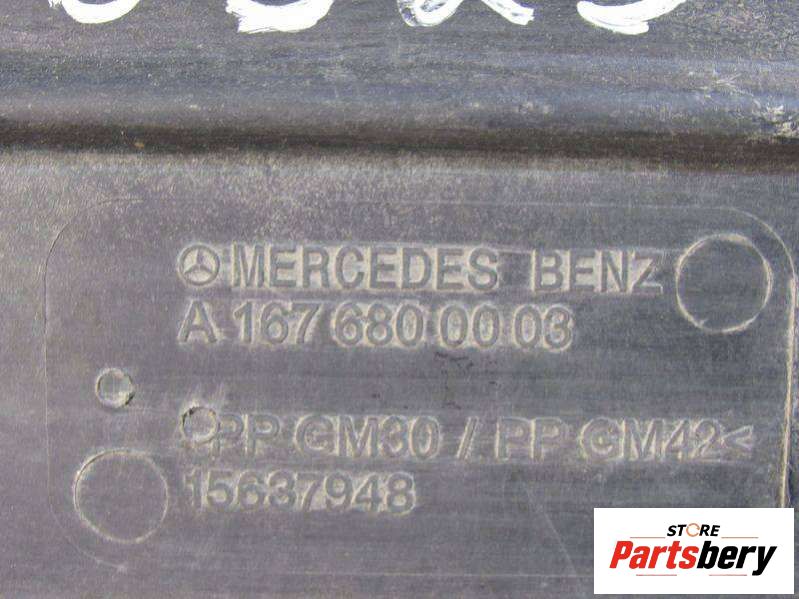 MERCEDES BENZ
A 167 680 00 03
PP GM30 / PP GM42<
15637948
STORE
Partsbery